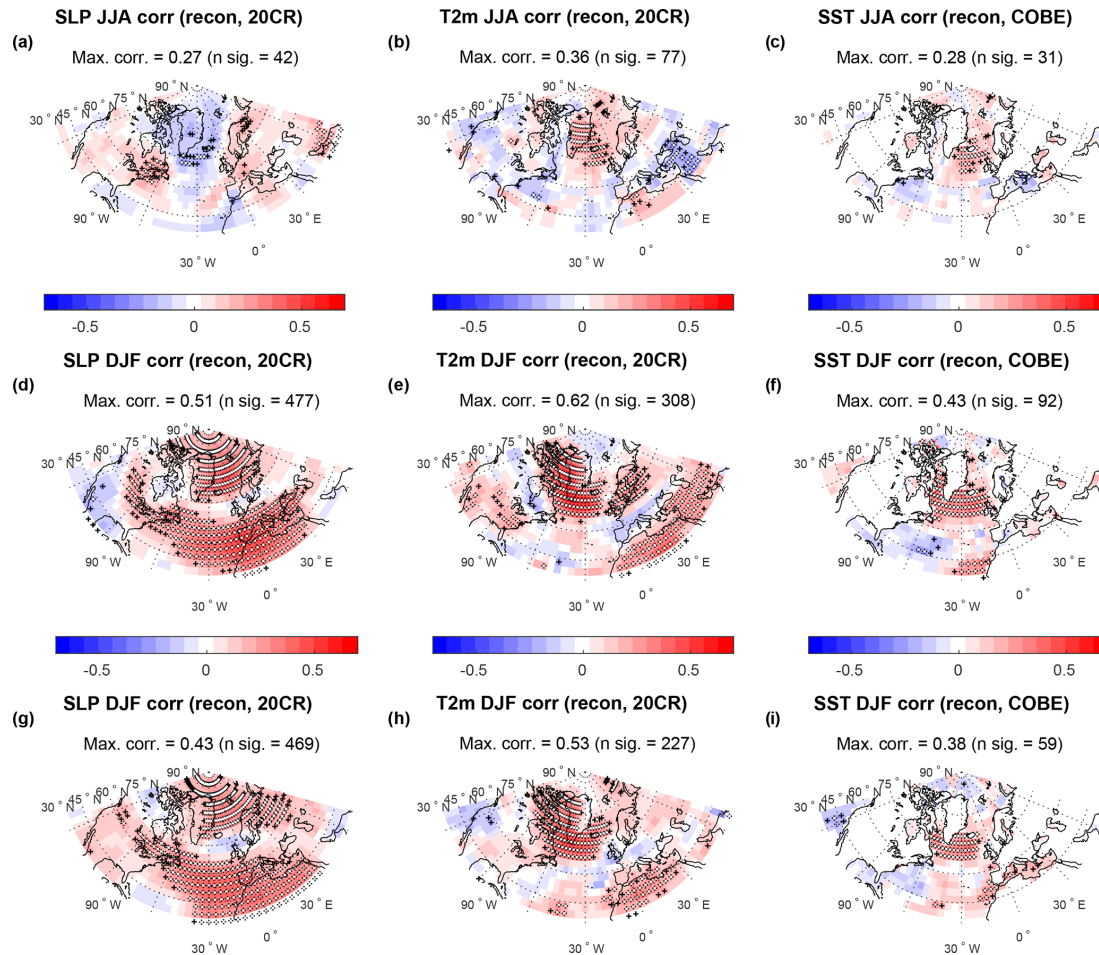 SLP JJA corr (recon, 20CR)
(a)
Max. corr. = 0.27 (n sig. = 42)
90° N
75° N
60° N
45° N
30° N
90° W
30° W
0°
30° E
-0.5 0 0.5
T2m JJA corr (recon, 20CR)
(b)
Max. corr. = 0.36 (n sig. = 77)
90° N
75° N
60° N
45° N
30° N
90° W
30° W
0°
30° E
-0.5 0 0.5
SST JJA corr (recon, COBE)
(c)
Max. corr. = 0.28 (n sig. = 31)
90° N
75° N
60° N
45° N
30° N
90° W
30° W
0°
30° E
-0.5 0 0.5
SLP DJF corr (recon, 20CR)
(d)
Max. corr. = 0.51 (n sig. = 477)
90° N
75° N
60° N
45° N
30° N
90° W
30° W
0°
30° E
-0.5 0 0.5
T2m DJF corr (recon, 20CR)
(e)
Max. corr. = 0.62 (n sig. = 308)
90° N
75° N
60° N
45° N
30° N
90° W
30° W
0°
30° E
-0.5 0 0.5
SST DJF corr (recon, COBE)
(f)
Max. corr. = 0.43 (n sig. = 92)
90° N
75° N
60° N
45° N
30° N
90° W
30° W
0°
30° E
-0.5 0 0.5
SLP DJF corr (recon, 20CR)
(g)
Max. corr. = 0.43 (n sig. = 469)
90° N
75° N
60° N
45° N
30° N
90° W
30° W
0°
30° E
T2m DJF corr (recon, 20CR)
(h)
Max. corr. = 0.53 (n sig. = 227)
90° N
75° N
60° N
45° N
30° N
90° W
30° W
0°
30° E
SST DJF corr (recon, COBE)
(i)
Max. corr. = 0.38 (n sig. = 59)
90° N
75° N
60° N
45° N
30° N
90° W
30° W
0°
30° E